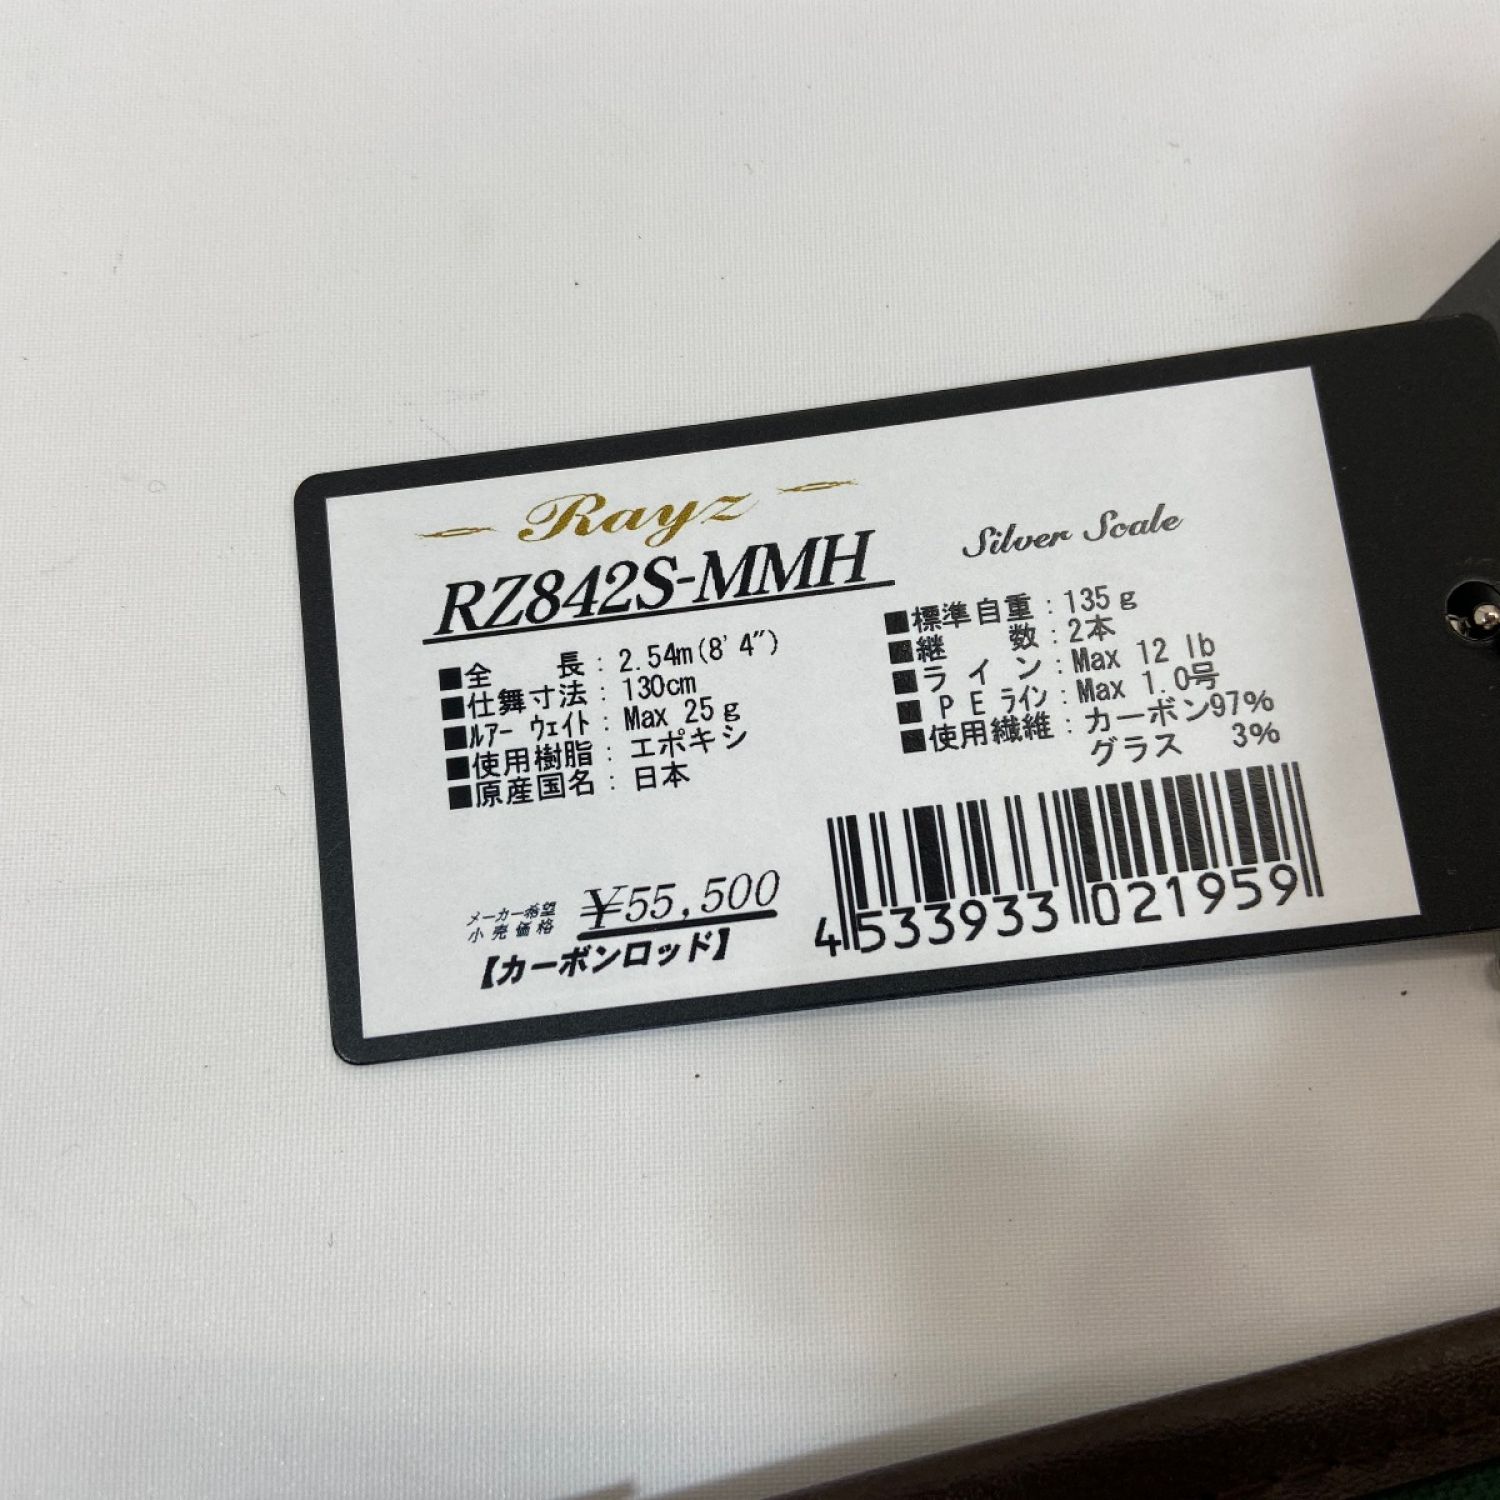 Rayz
Silver Scale
RZ842S-MMH
■全長：2.54m(8'4")
■仕舞寸法：130cm
■ﾙｱｰ ｳｪｲﾄ：Max 25g
■使用樹脂：エポキシ
■原産国名：日本
■標準自重：135g
■継数：2本
■ライン：Max 12 lb
■PEﾗｲﾝ：Max 1.0号
■使用繊維：カーボン97%
グラス 3%
メーカー希望
小売価格
¥55,500
【カーボンロッド】
4533933021959